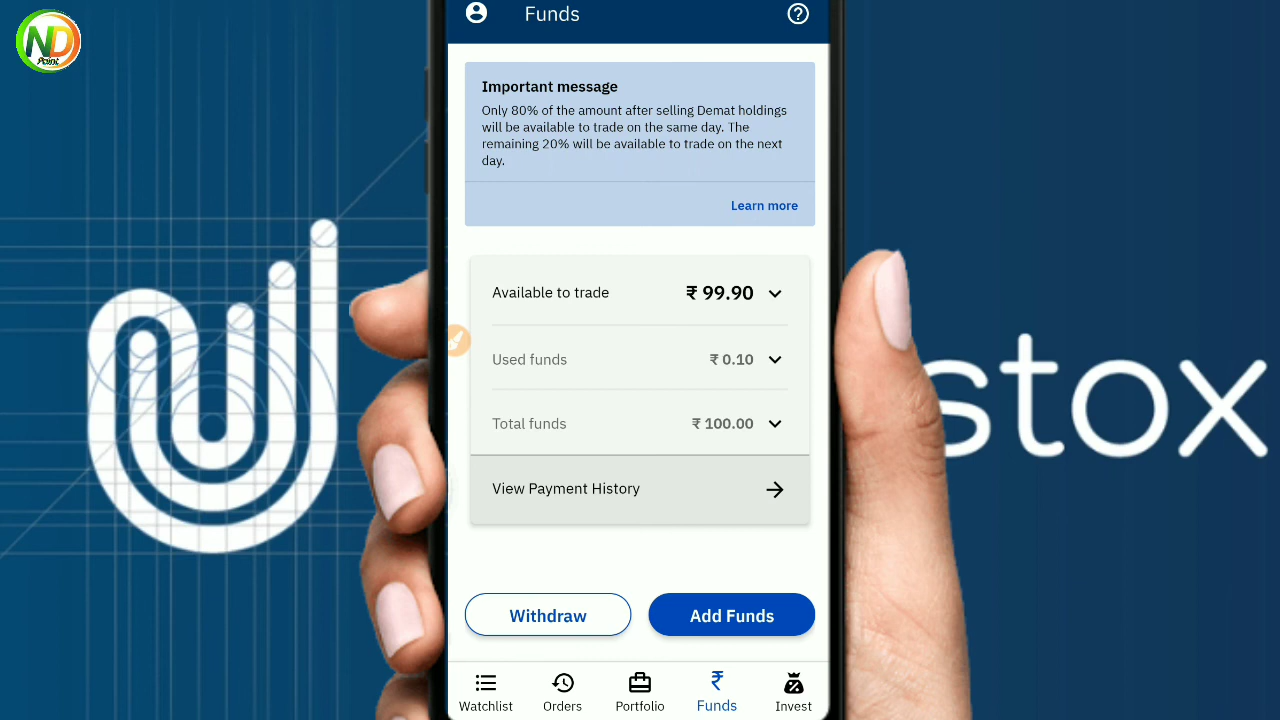 ND
Point
Funds
Important message
Only 80% of the amount after selling Demat holdings
will be available to trade on the same day. The
remaining 20% will be available to trade on the next
day.
Learn more
Available to trade ₹ 99.90
Used funds ₹ 0.10
Total funds ₹ 100.00
View Payment History
Withdraw
Add Funds
stox
Watchlist
Orders
Portfolio
Funds
Invest